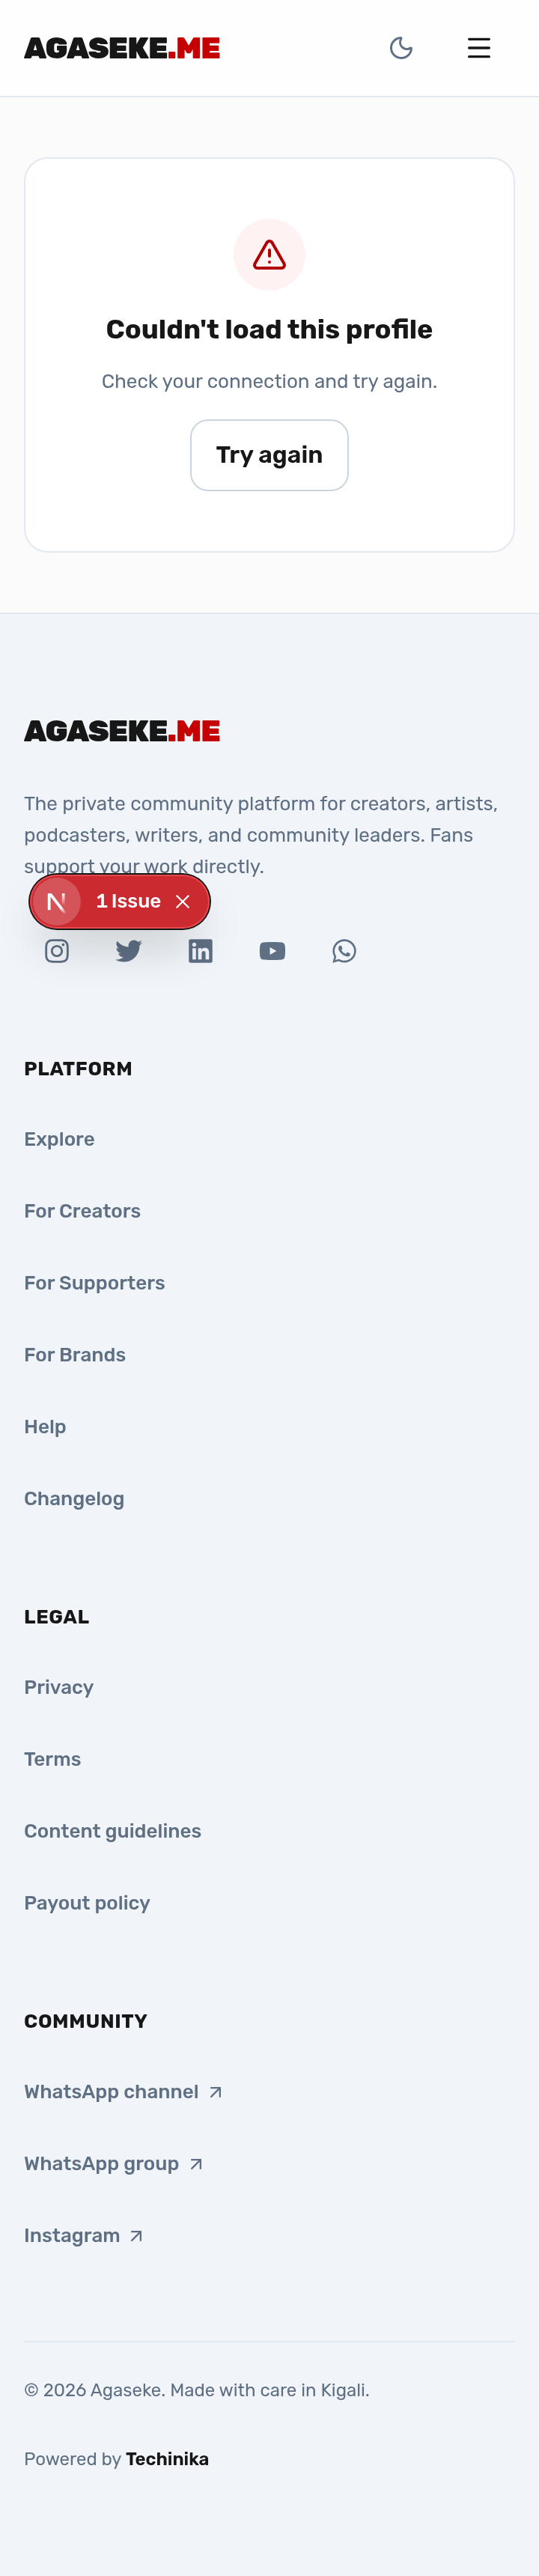 AGASEKE.ME
Couldn't load this profile
Check your connection and try again.
Try again
AGASEKE.ME
The private community platform for creators, artists,
podcasters, writers, and community leaders. Fans
support your work directly.
N 1 Issue
PLATFORM
Explore
For Creators
For Supporters
For Brands
Help
Changelog
LEGAL
Privacy
Terms
Content guidelines
Payout policy
COMMUNITY
WhatsApp channel
WhatsApp group
Instagram
© 2026 Agaseke. Made with care in Kigali.
Powered by Techinika